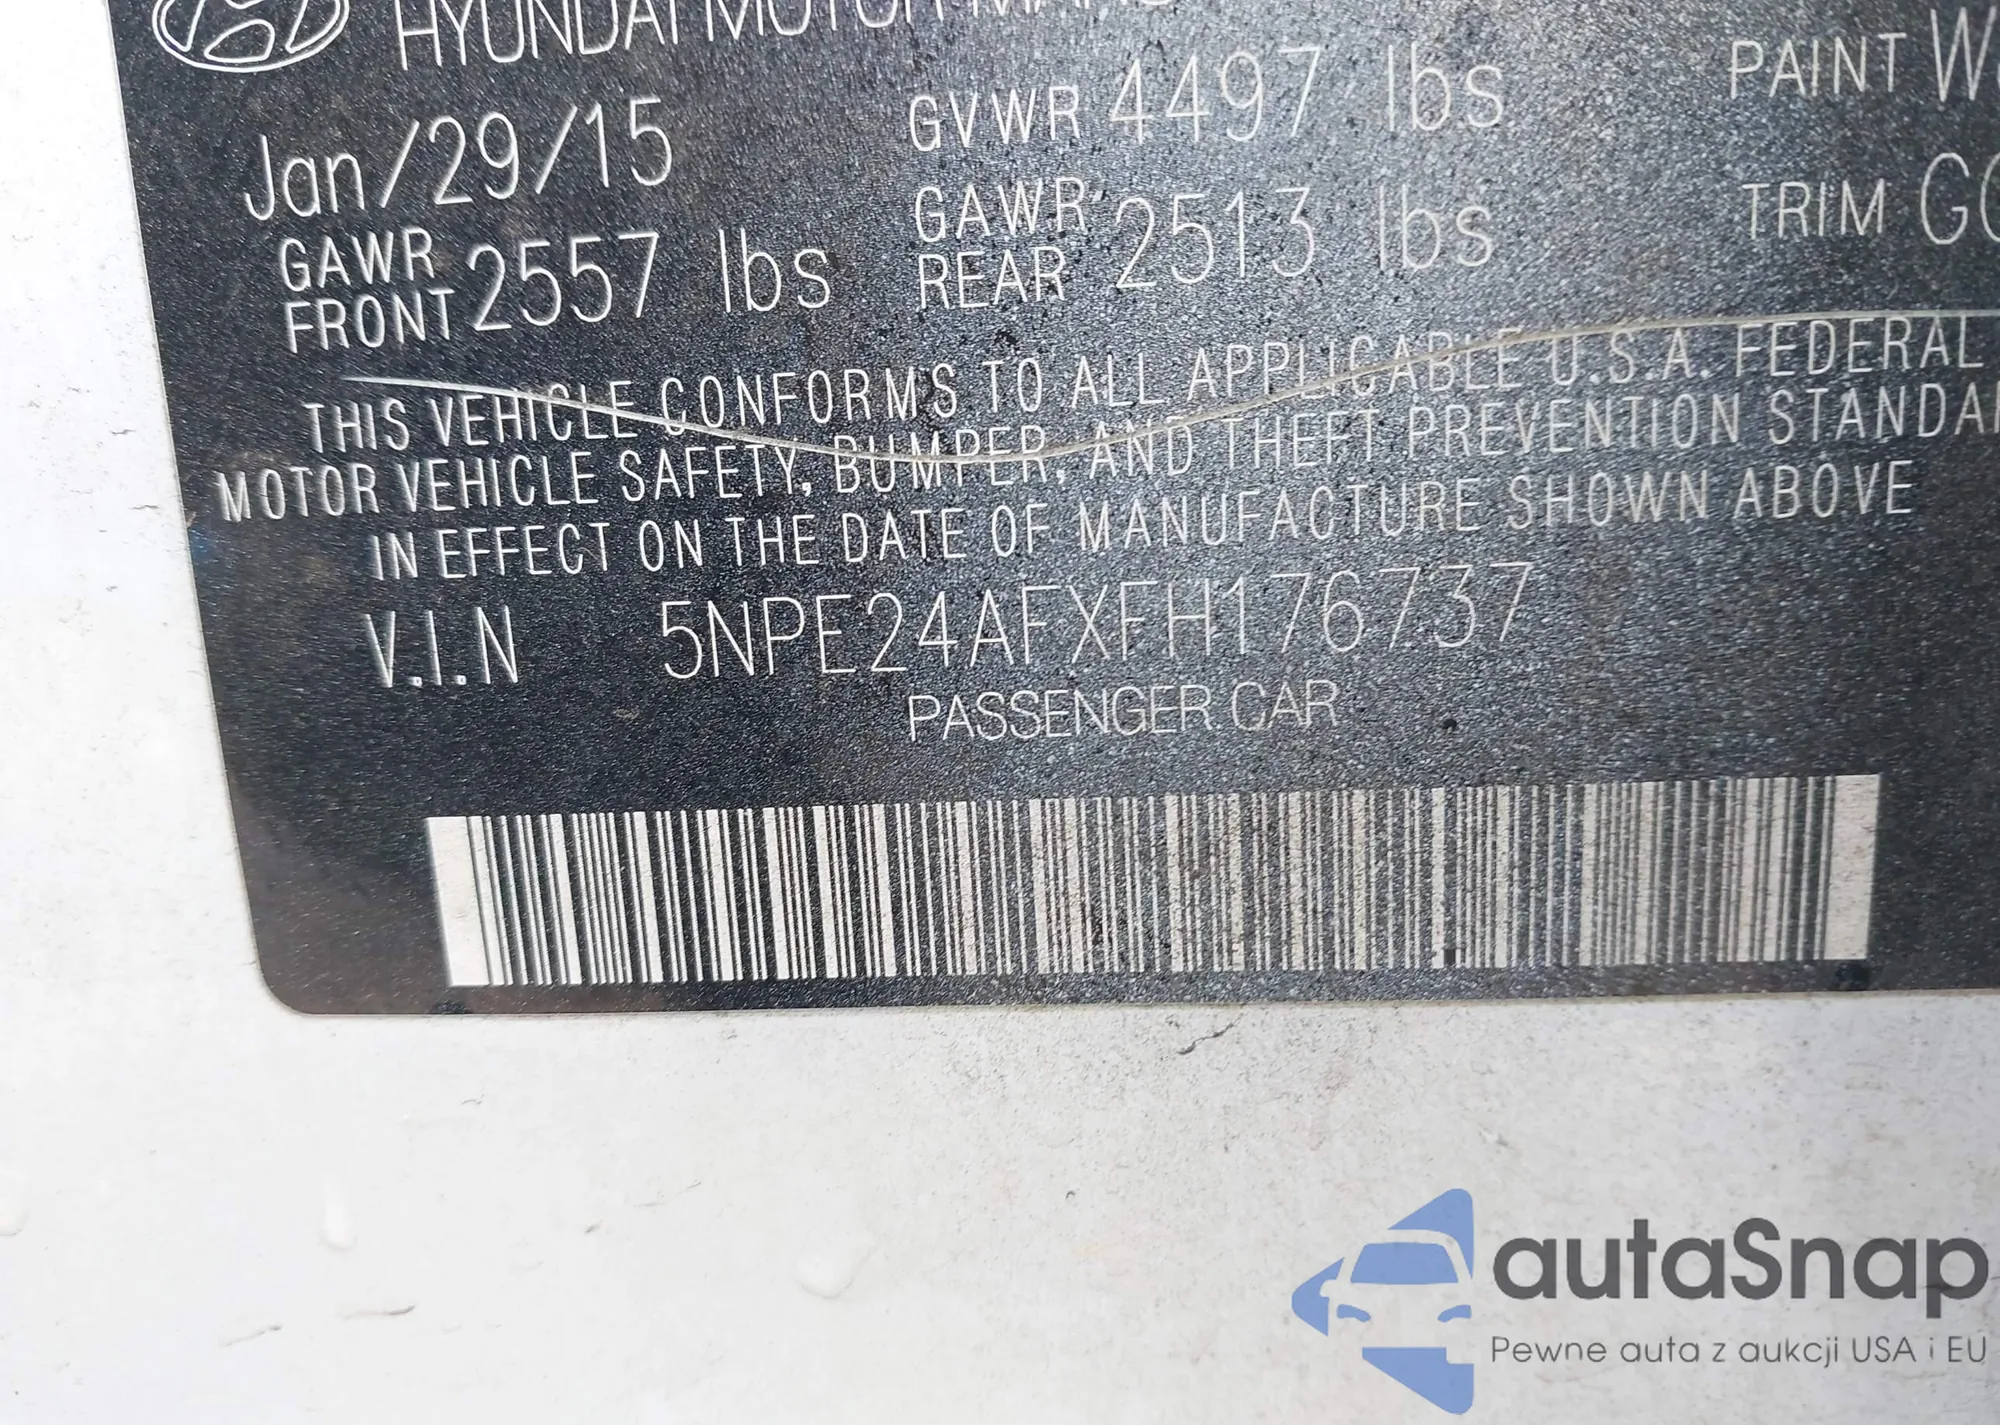 HYUNDAI MOTOR MANU
Jan/29/15 GVWR 4497 lbs PAINT
GAWR FRONT 2557 lbs GAWR REAR 2513 lbs TRIM
THIS VEHICLE CONFORMS TO ALL APPLICABLE U.S.A. FEDERAL
MOTOR VEHICLE SAFETY, BUMPER, AND THEFT PREVENTION STANDAR
IN EFFECT ON THE DATE OF MANUFACTURE SHOWN ABOVE
V.I.N 5NPE24AFXFH176737
PASSENGER CAR
autaSnap
Pewne auta z aukcji USA i EU